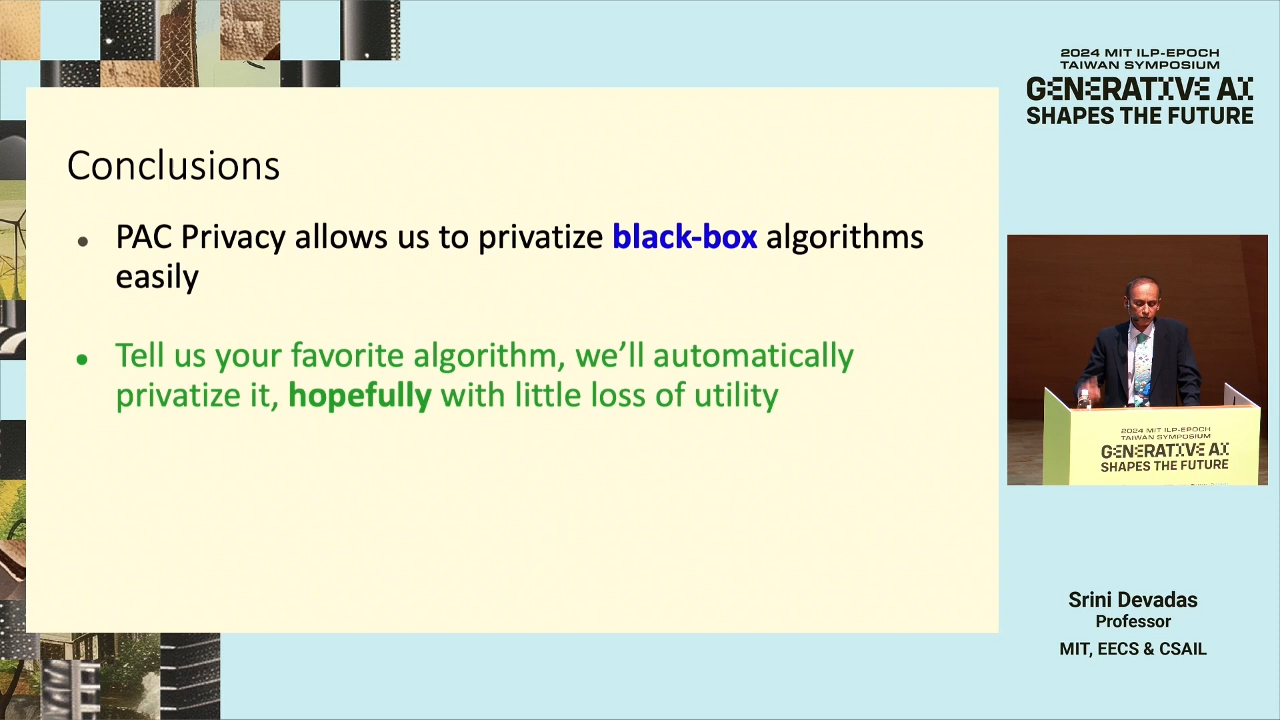 2024 MIT ILP-EPOCH
TAIWAN SYMPOSIUM
GENERATIVE AI
SHAPES THE FUTURE
Conclusions
• PAC Privacy allows us to privatize black-box algorithms
easily
• Tell us your favorite algorithm, we’ll automatically
privatize it, hopefully with little loss of utility
2024 MIT ILP-EPOCH
TAIWAN SYMPOSIUM
GENERATIVE AI
SHAPES THE FUTURE
Srini Devadas
Professor
MIT, EECS & CSAIL